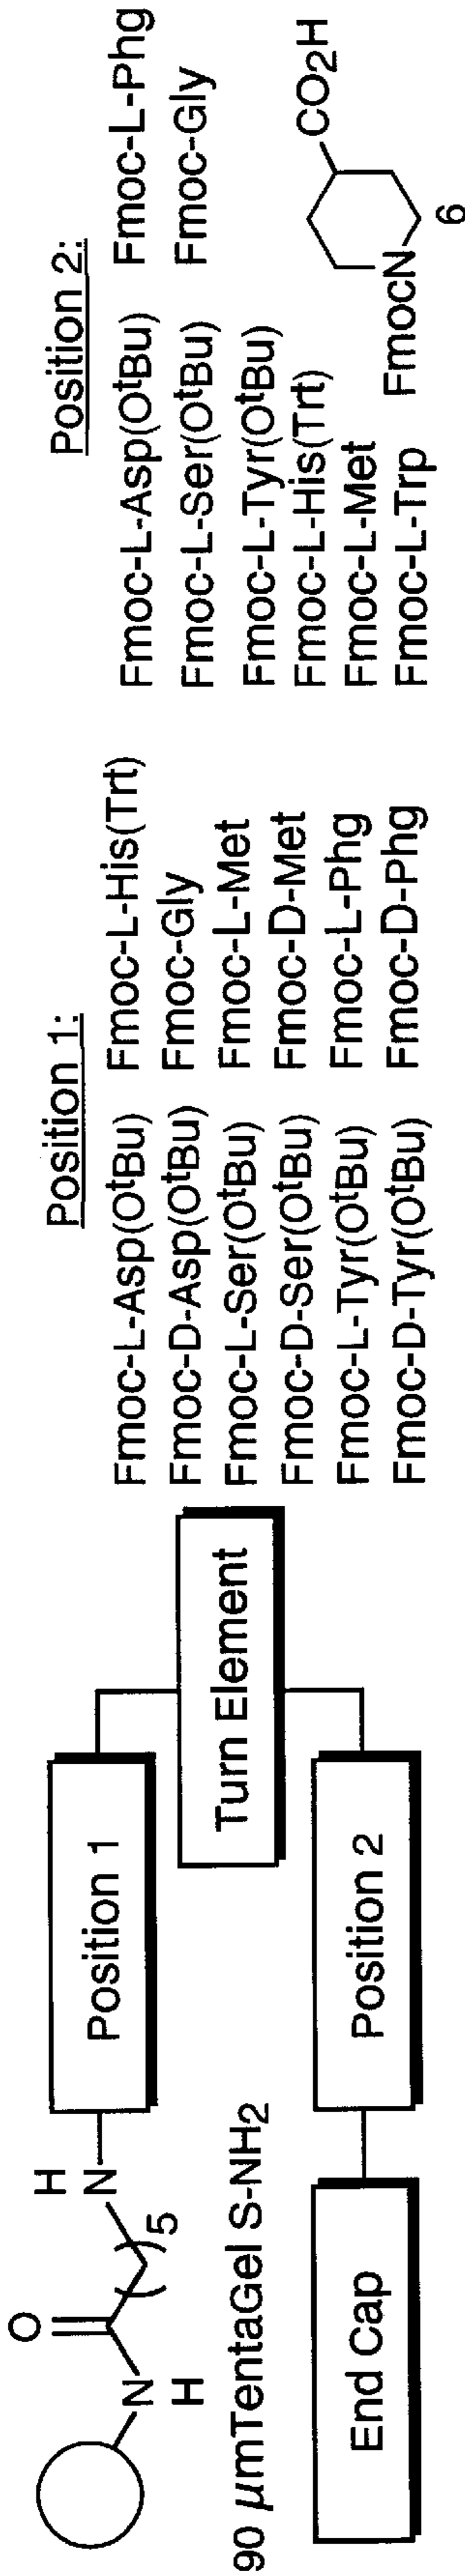 O
H
N
Position 1
N
( ) 5
H
90 μmTentaGel S-NH2
Turn Element
End Cap
Position 2
Position 1:
Fmoc-L-Asp(OtBu) Fmoc-L-His(Trt)
Fmoc-D-Asp(OtBu) Fmoc-Gly
Fmoc-L-Ser(OtBu) Fmoc-L-Met
Fmoc-D-Ser(OtBu) Fmoc-D-Met
Fmoc-L-Tyr(OtBu) Fmoc-L-Phg
Fmoc-D-Tyr(OtBu) Fmoc-D-Phg
Position 2:
Fmoc-L-Asp(OtBu) Fmoc-L-Phg
Fmoc-L-Ser(OtBu) Fmoc-Gly
Fmoc-L-Tyr(OtBu)
Fmoc-L-His(Trt)
Fmoc-L-Met
Fmoc-L-Trp
CO2H
FmocN
6